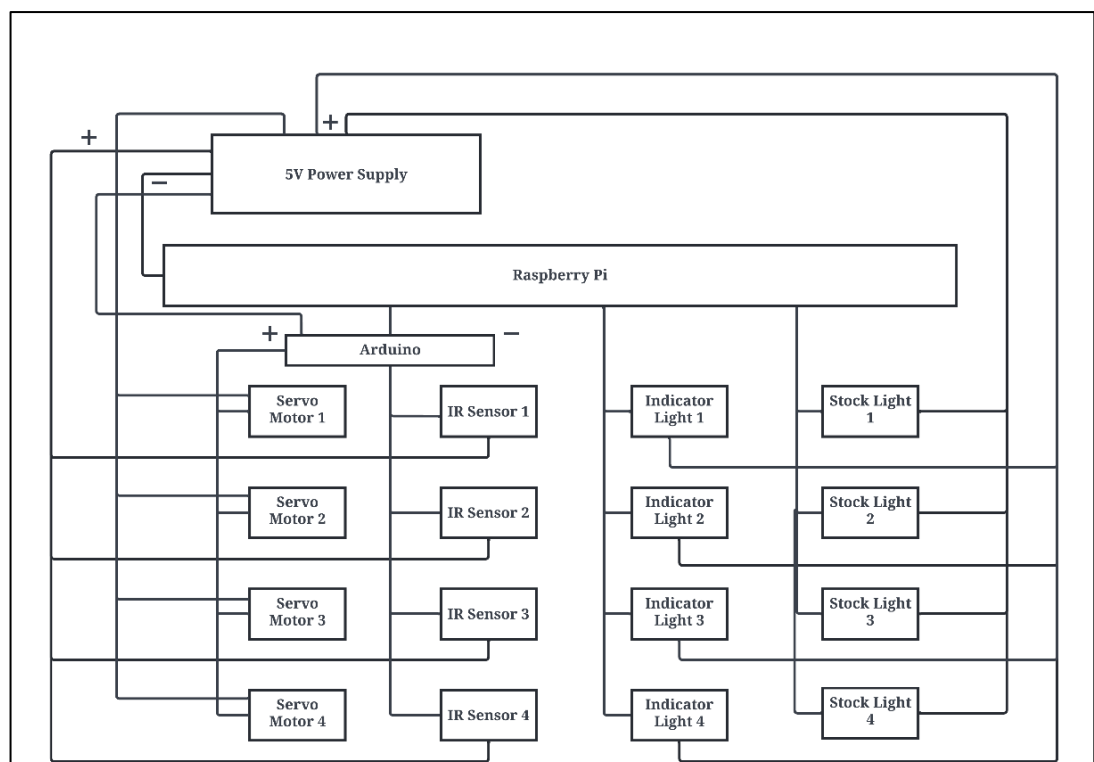 +
+
5V Power Supply
−
Raspberry Pi
+
−
Arduino
Servo
Motor 1
IR Sensor 1
Indicator
Light 1
Stock Light
1
Servo
Motor 2
IR Sensor 2
Indicator
Light 2
Stock Light
2
Servo
Motor 3
IR Sensor 3
Indicator
Light 3
Stock Light
3
Servo
Motor 4
IR Sensor 4
Indicator
Light 4
Stock Light
4